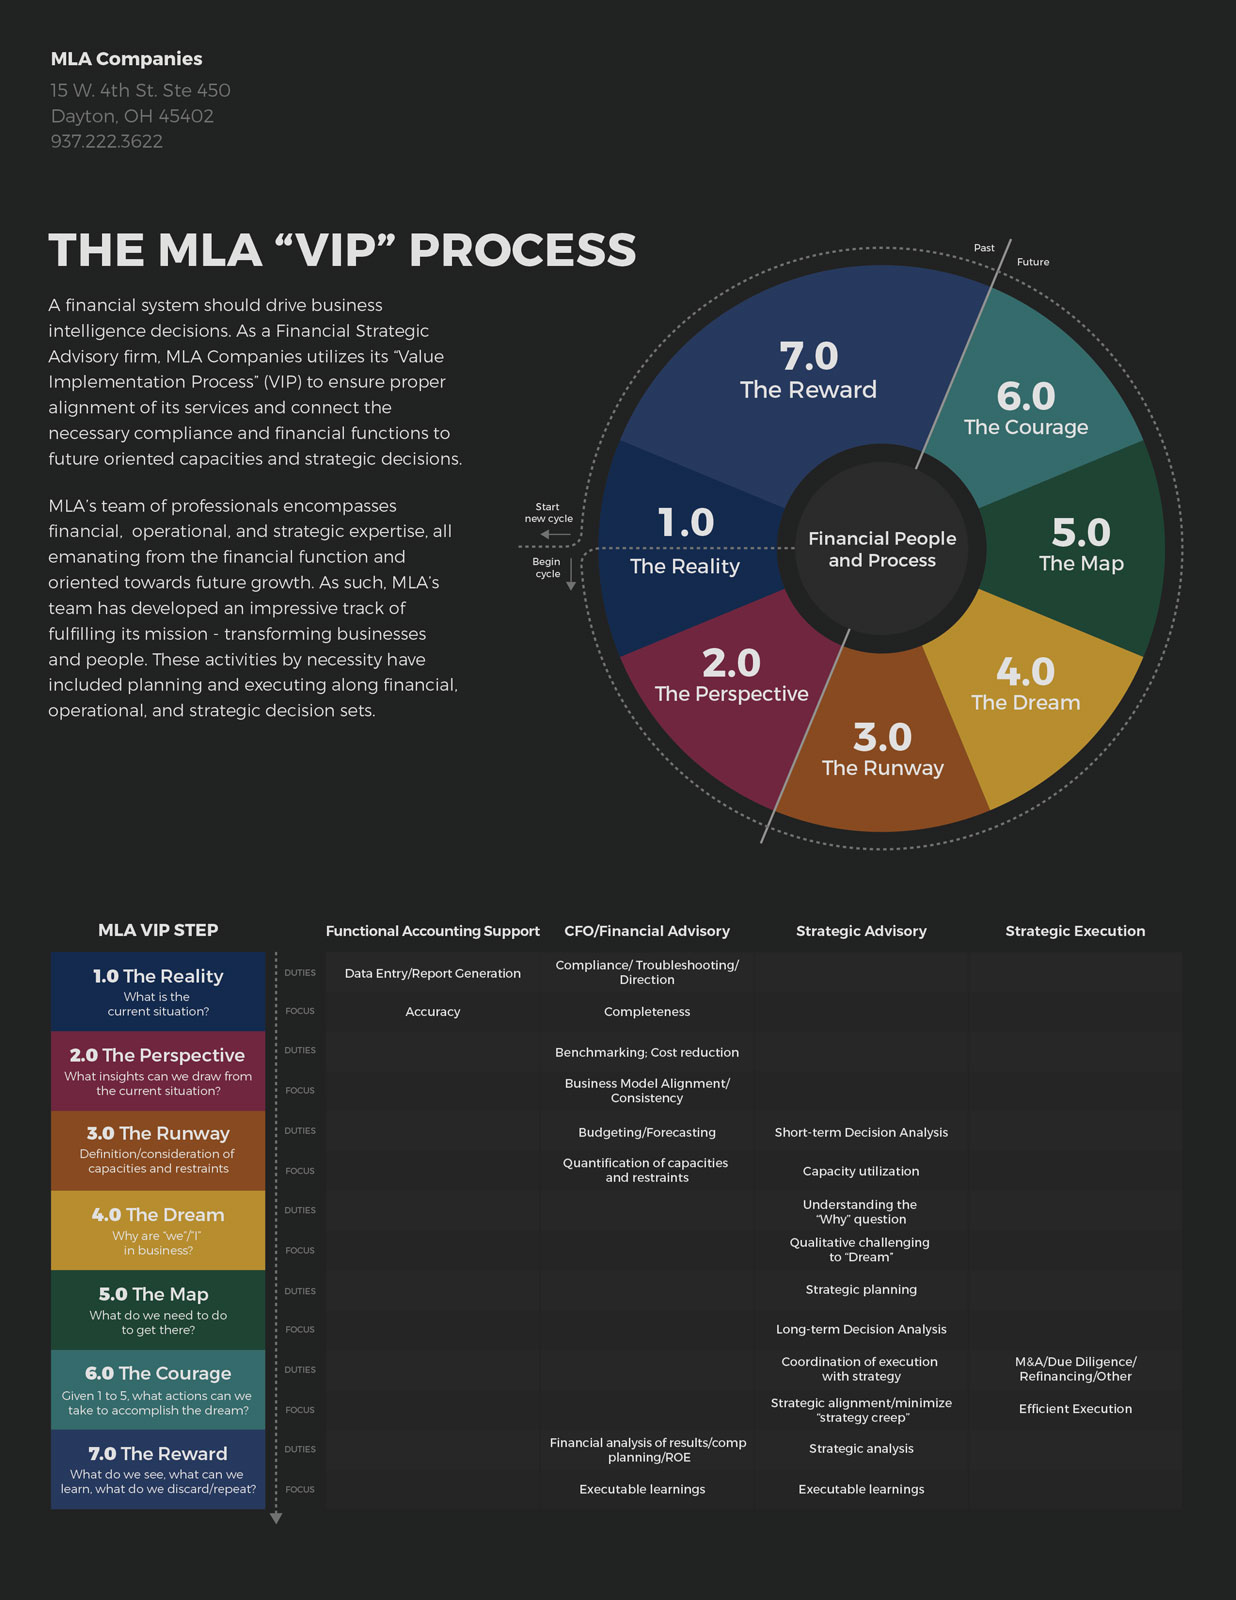 MLA Companies
15 W. 4th St. Ste 450
Dayton, OH 45402
937.222.3622
THE MLA “VIP” PROCESS
A financial system should drive business
intelligence decisions. As a Financial Strategic
Advisory firm, MLA Companies utilizes its “Value
Implementation Process” (VIP) to ensure proper
alignment of its services and connect the
necessary compliance and financial functions to
future oriented capacities and strategic decisions.
MLA’s team of professionals encompasses
financial, operational, and strategic expertise, all
emanating from the financial function and
oriented towards future growth. As such, MLA’s
team has developed an impressive track of
fulfilling its mission - transforming businesses
and people. These activities by necessity have
included planning and executing along financial,
operational, and strategic decision sets.
Past
Future
7.0
The Reward
6.0
The Courage
Start
new cycle
Begin
cycle
1.0
The Reality
Financial People
and Process
5.0
The Map
2.0
The Perspective
4.0
The Dream
3.0
The Runway
MLA VIP STEP
Functional Accounting Support
CFO/Financial Advisory
Strategic Advisory
Strategic Execution
1.0 The Reality
What is the
current situation?
DUTIES
Data Entry/Report Generation
Compliance/ Troubleshooting/
Direction
FOCUS
Accuracy
Completeness
2.0 The Perspective
What insights can we draw from
the current situation?
DUTIES
Benchmarking; Cost reduction
FOCUS
Business Model Alignment/
Consistency
3.0 The Runway
Definition/consideration of
capacities and restraints
DUTIES
Budgeting/Forecasting
Short-term Decision Analysis
FOCUS
Quantification of capacities
and restraints
Capacity utilization
4.0 The Dream
Why are “we”/“I”
in business?
DUTIES
Understanding the
“Why” question
FOCUS
Qualitative challenging
to “Dream”
5.0 The Map
What do we need to do
to get there?
DUTIES
Strategic planning
FOCUS
Long-term Decision Analysis
6.0 The Courage
Given 1 to 5, what actions can we
take to accomplish the dream?
DUTIES
Coordination of execution
with strategy
M&A/Due Diligence/
Refinancing/Other
FOCUS
Strategic alignment/minimize
“strategy creep”
Efficient Execution
7.0 The Reward
What do we see, what can we
learn, what do we discard/repeat?
DUTIES
Financial analysis of results/comp
planning/ROE
Strategic analysis
FOCUS
Executable learnings
Executable learnings